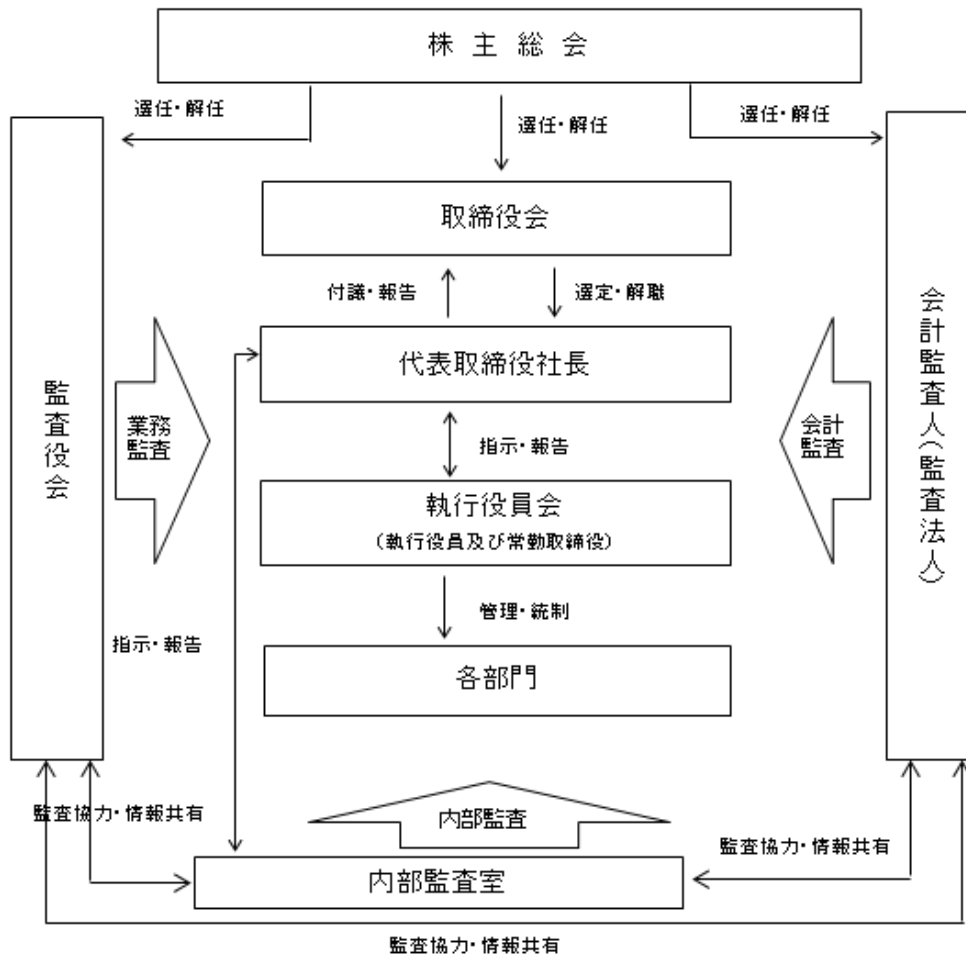 株主総会
選任・解任
選任・解任
選任・解任
取締役会
付議・報告
選定・解職
代表取締役社長
監査役会
業務
監査
会計
監査
会計監査人（監査法人）
指示・報告
執行役員会
（執行役員及び常勤取締役）
管理・統制
指示・報告
各部門
内部監査
監査協力・情報共有
監査協力・情報共有
内部監査室
監査協力・情報共有